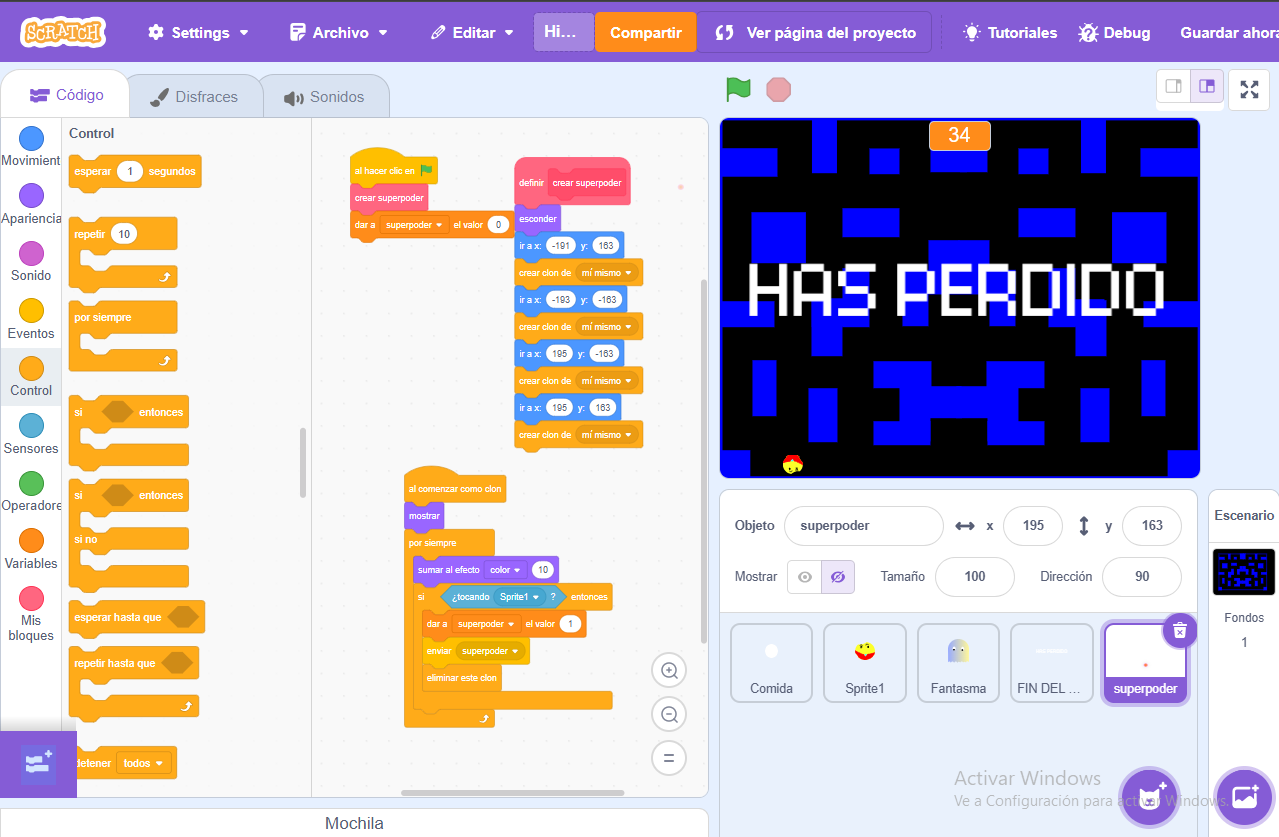 SCRATCH
Settings
Archivo
Editar
Hi...
Compartir
Ver página del proyecto
Tutoriales
Debug
Guardar ahora
Código
Disfraces
Sonidos
Movimient
Apariencia
Sonido
Eventos
Control
Sensores
Operadore
Variables
Mis
bloques
Control
esperar 1 segundos
repetir 10
por siempre
si entonces
si entonces
si no
esperar hasta que
repetir hasta que
detener todos
al hacer clic en
crear superpoder
dar a superpoder el valor 0
definir crear superpoder
esconder
ir a x: -191 y: 163
crear clon de mí mismo
ir a x: -193 y: -163
crear clon de mí mismo
ir a x: 195 y: -163
crear clon de mí mismo
ir a x: 195 y: 163
crear clon de mí mismo
al comenzar como clon
mostrar
por siempre
sumar al efecto color 10
si ¿tocando Sprite1 ? entonces
dar a superpoder el valor 1
enviar superpoder
eliminar este clon
Mochila
34
HAS PERDIDO
Objeto superpoder x 195 y 163
Mostrar Tamaño 100 Dirección 90
Comida
Sprite1
Fantasma
FIN DEL ...
superpoder
Escenario
Fondos
1
Activar Windows
Ve a Configuración para activar Windows.